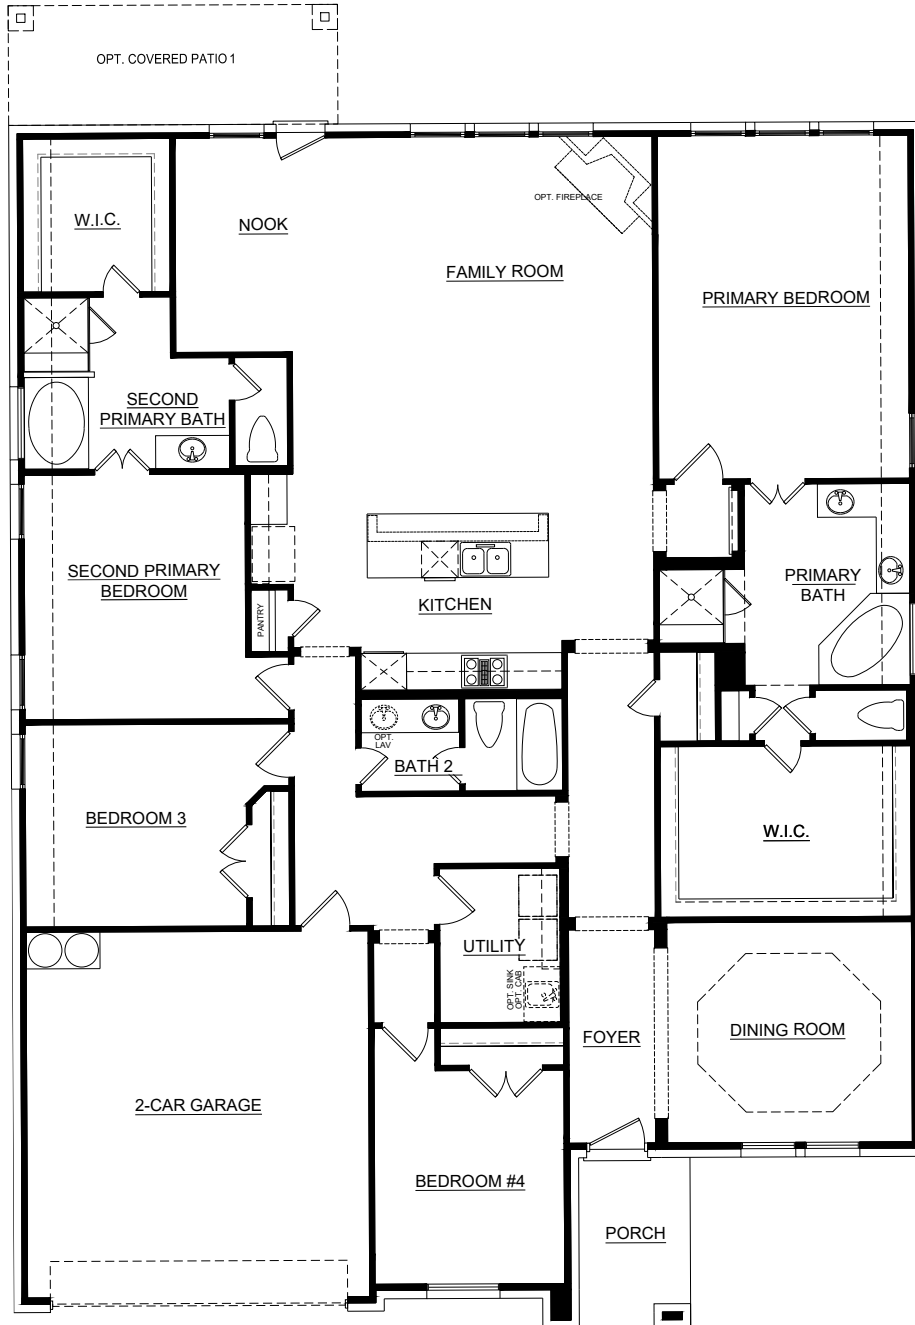 OPT. COVERED PATIO 1
W.I.C.
NOOK
OPT. FIREPLACE
FAMILY ROOM
PRIMARY BEDROOM
SECOND
PRIMARY BATH
SECOND PRIMARY
BEDROOM
PANTRY
KITCHEN
PRIMARY
BATH
OPT.
LAV
BATH 2
BEDROOM 3
W.I.C.
UTILITY
OPT. SINK
OPT. CAB
FOYER
DINING ROOM
2-CAR GARAGE
BEDROOM #4
PORCH